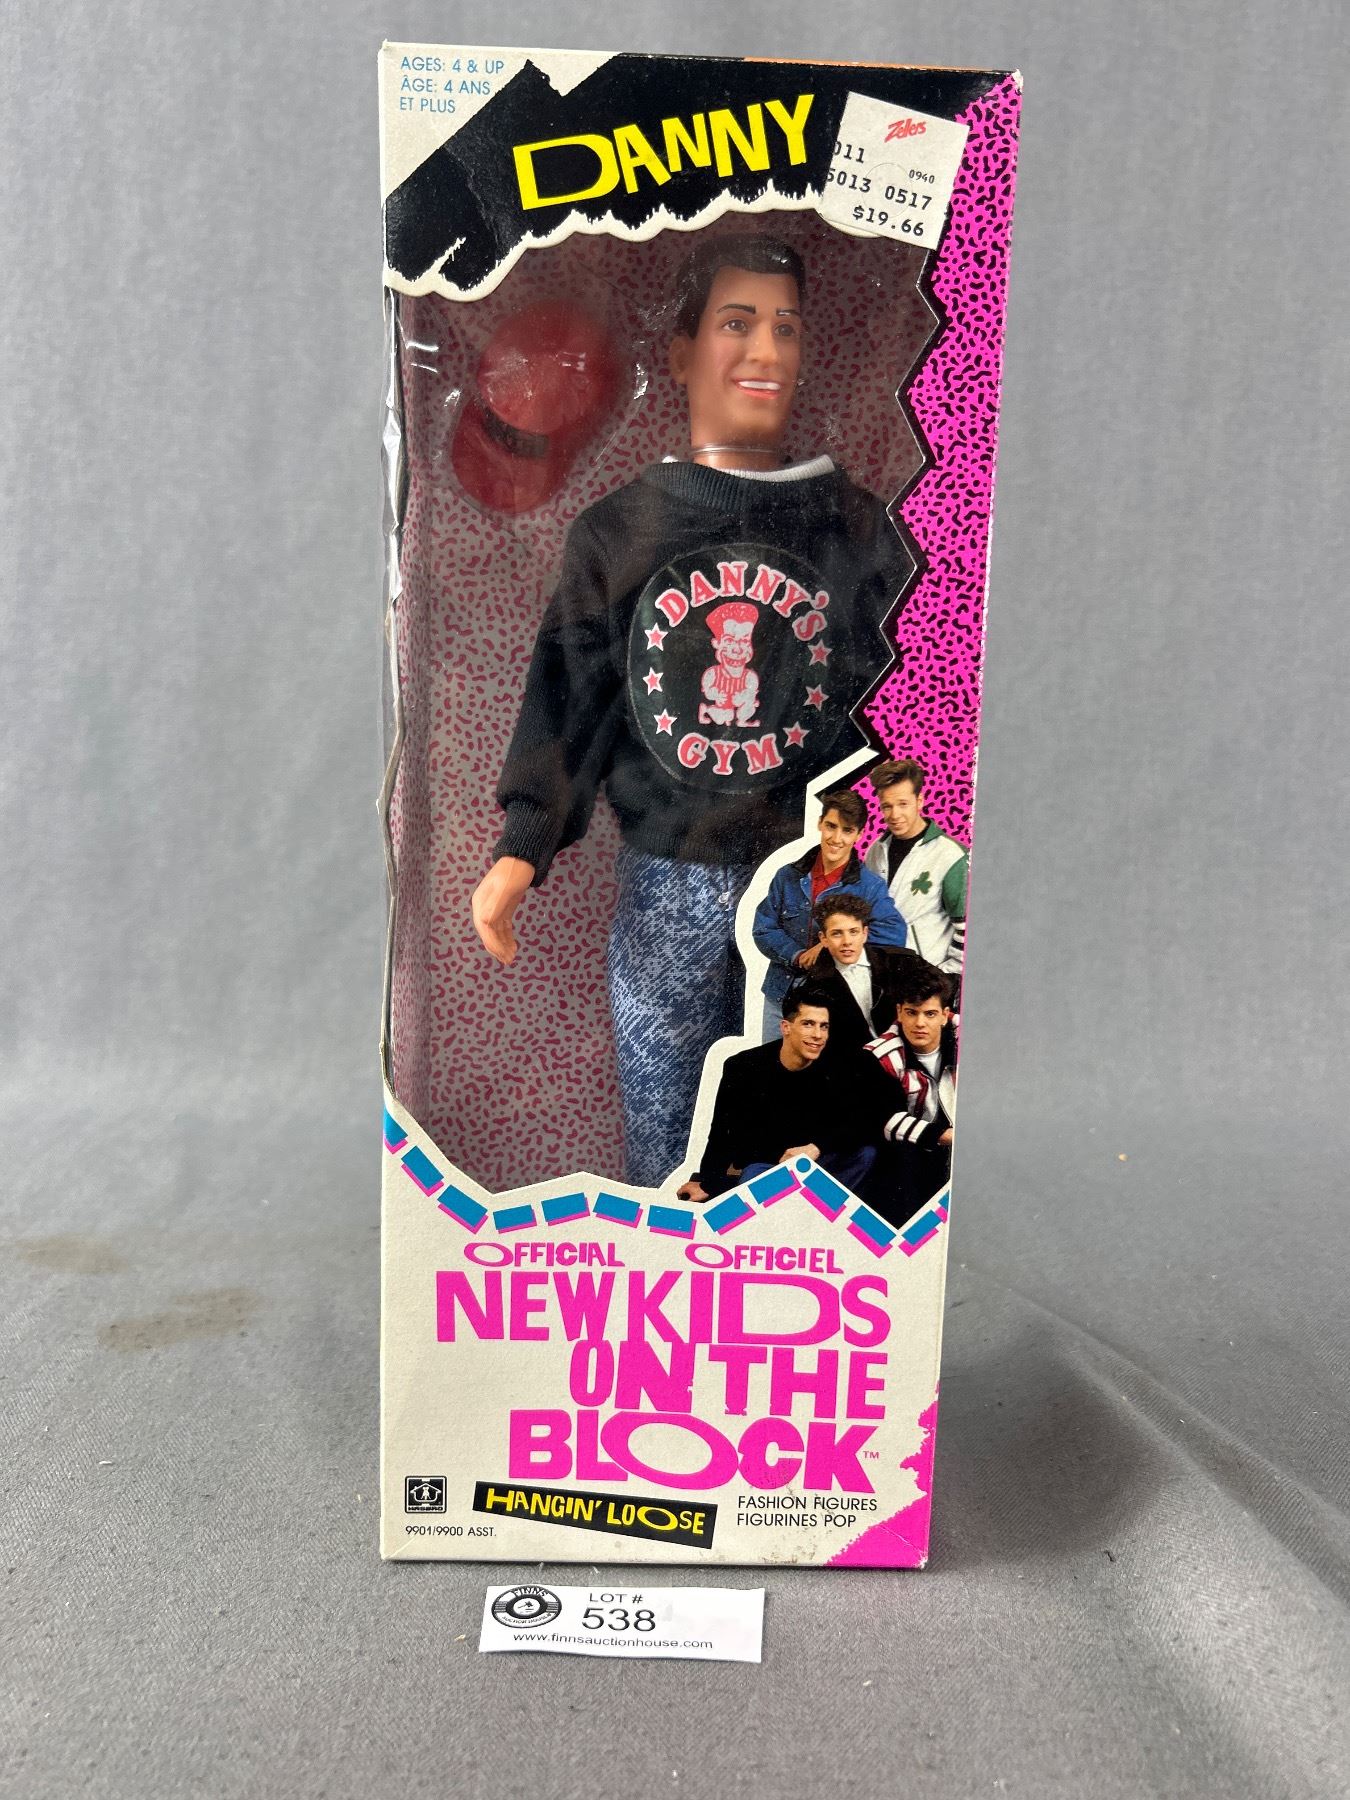 AGES: 4 & UP
ÂGE: 4 ANS
ET PLUS
DANNY
Zellers
011
0940
5013 0517
$19.66
DANNY'S
GYM
OFFICIAL OFFICIEL
NEW KIDS
ON THE
BLOCK™
HASBRO
HANGIN' LOOSE
FASHION FIGURES
FIGURINES POP
9901/9900 ASST.
FINNS
LOT #
538
www.finnsauctionhouse.com